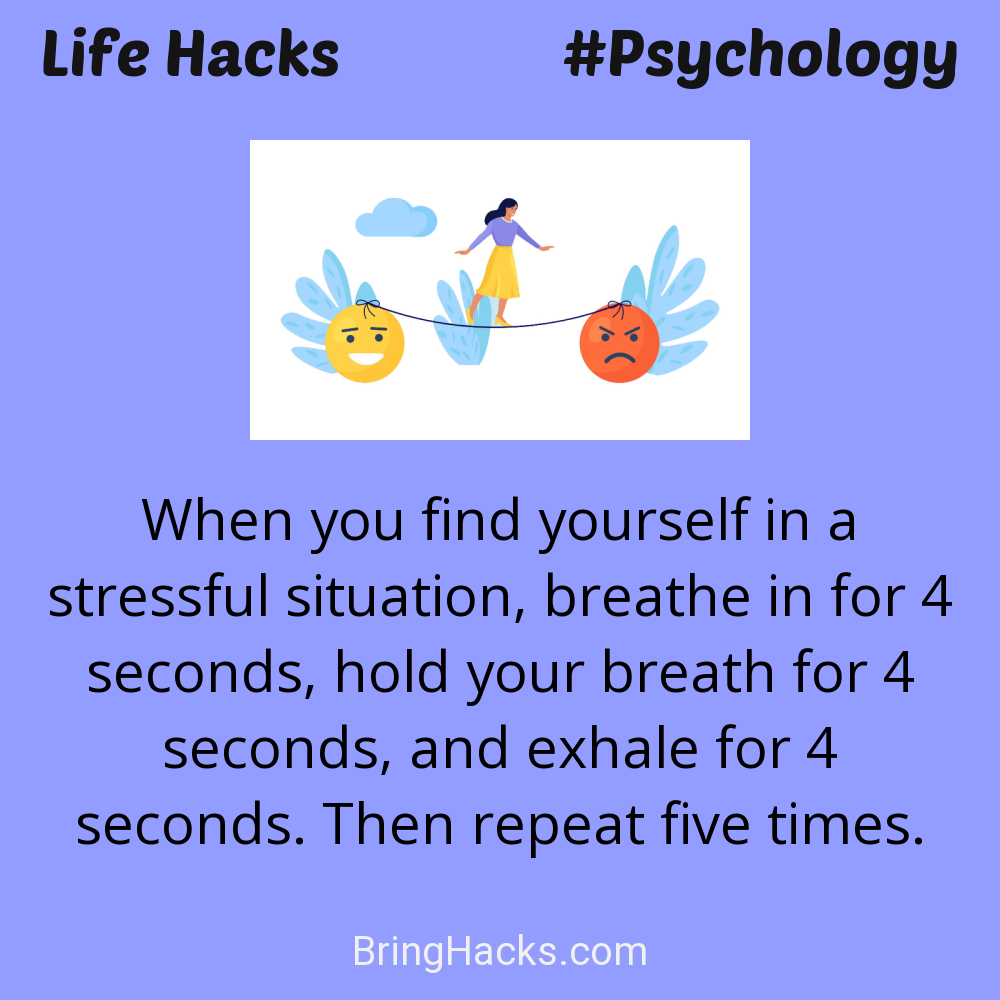 Life Hacks #Psychology
When you find yourself in a
stressful situation, breathe in for 4
seconds, hold your breath for 4
seconds, and exhale for 4
seconds. Then repeat five times.
BringHacks.com